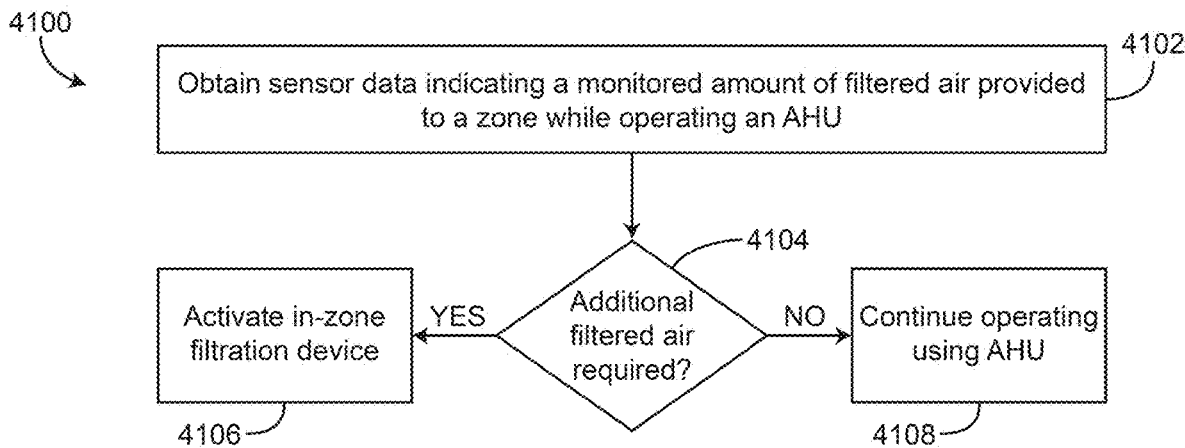 4100
4102
Obtain sensor data indicating a monitored amount of filtered air provided
to a zone while operating an AHU
4104
Additional
filtered air
required?
YES
NO
Activate in-zone
filtration device
Continue operating
using AHU
4106
4108